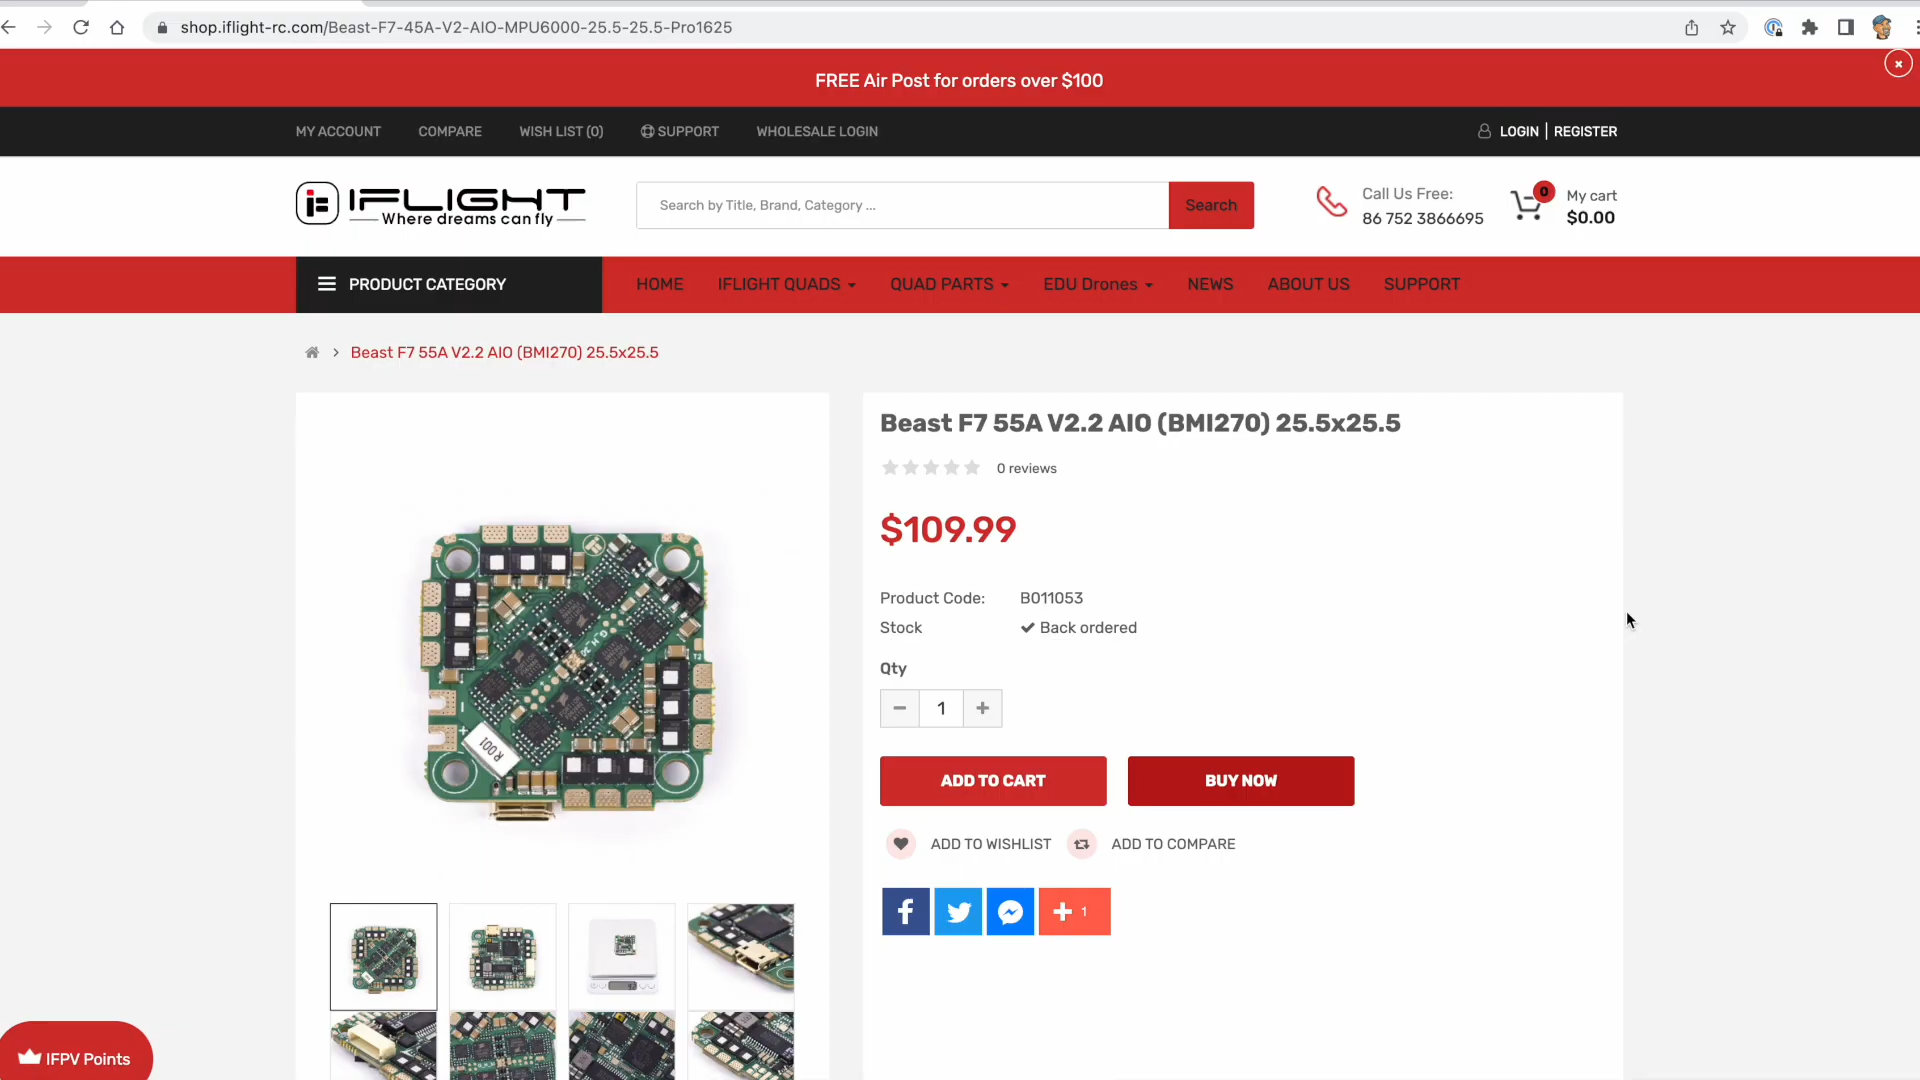 shop.iflight-rc.com/Beast-F7-45A-V2-AIO-MPU6000-25.5-25.5-Pro1625
FREE Air Post for orders over $100
MY ACCOUNT COMPARE WISH LIST (0) SUPPORT WHOLESALE LOGIN LOGIN | REGISTER
IFLIGHT
Where dreams can fly
Search by Title, Brand, Category ...
Search
Call Us Free:
86 752 3866695
0
My cart
$0.00
PRODUCT CATEGORY
HOME IFLIGHT QUADS QUAD PARTS EDU Drones NEWS ABOUT US SUPPORT
Beast F7 55A V2.2 AIO (BMI270) 25.5x25.5
Beast F7 55A V2.2 AIO (BMI270) 25.5x25.5
0 reviews
$109.99
Product Code: B011053
Stock Back ordered
Qty
1
ADD TO CART
BUY NOW
ADD TO WISHLIST
ADD TO COMPARE
1
R001
T2
IFPV Points